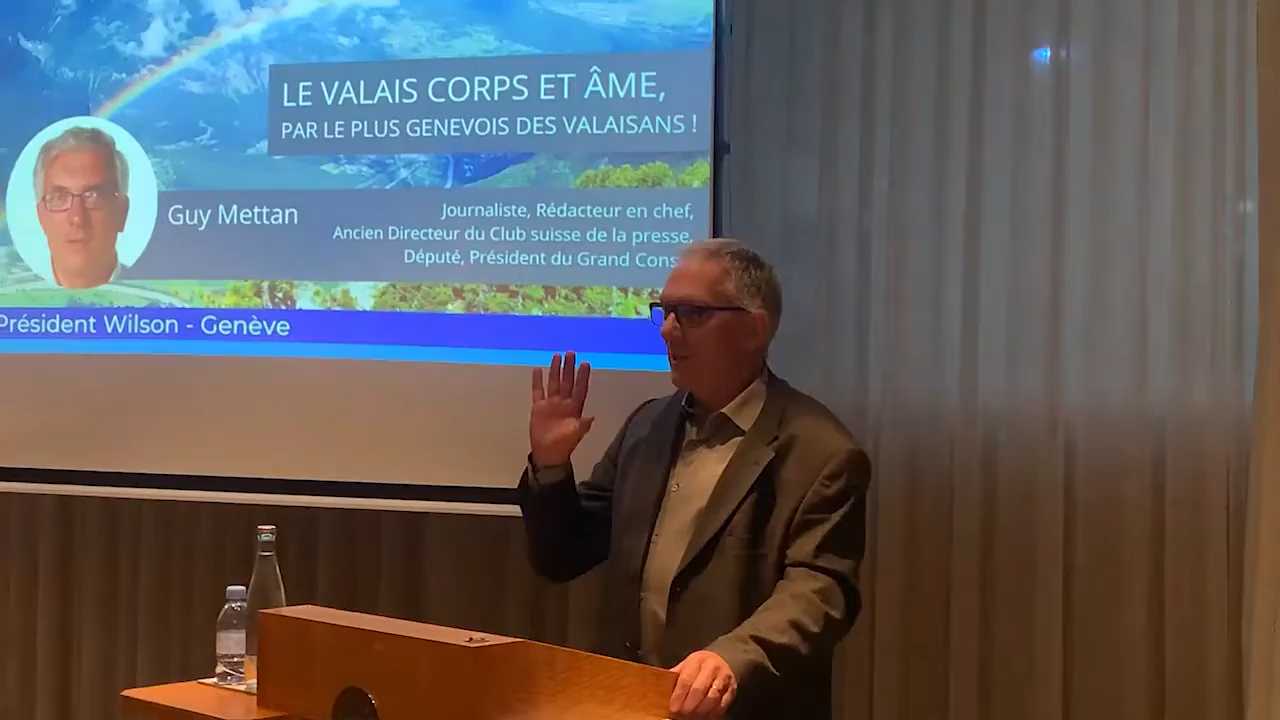 LE VALAIS CORPS ET ÂME,
PAR LE PLUS GENEVOIS DES VALAISANS !
Guy Mettan
Journaliste, Rédacteur en chef,
Ancien Directeur du Club suisse de la presse,
Député, Président du Grand
Président Wilson - Genève